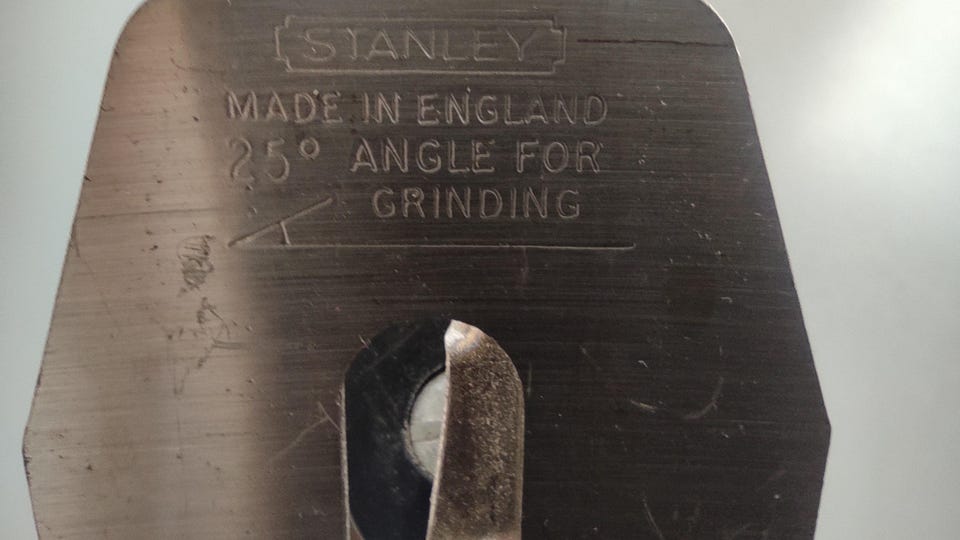 STANLEY
MADE IN ENGLAND
25° ANGLE FOR
GRINDING